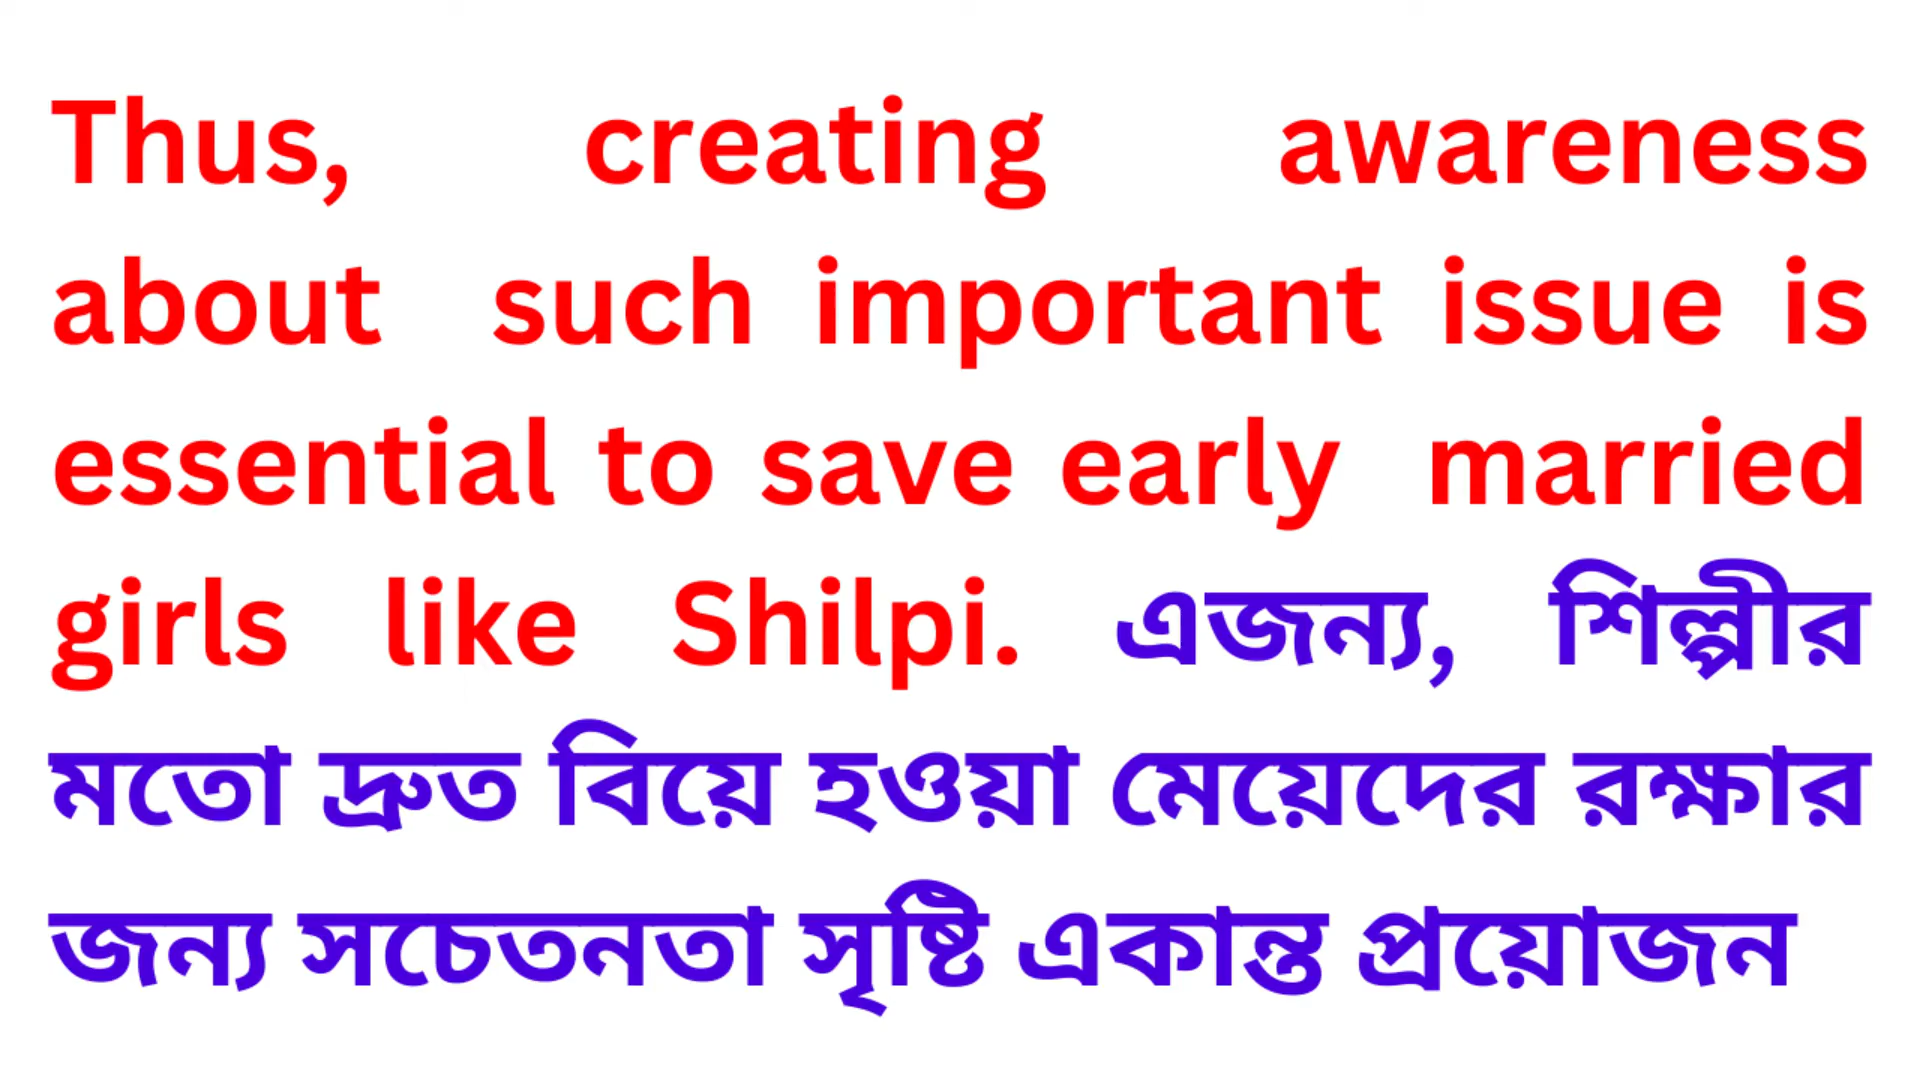 Thus, creating awareness
about such important issue is
essential to save early married
girls like Shilpi. এজন্য, শিল্পীর
মতো দ্রুত বিয়ে হওয়া মেয়েদের রক্ষার
জন্য সচেতনতা সৃষ্টি একান্ত প্রয়োজন